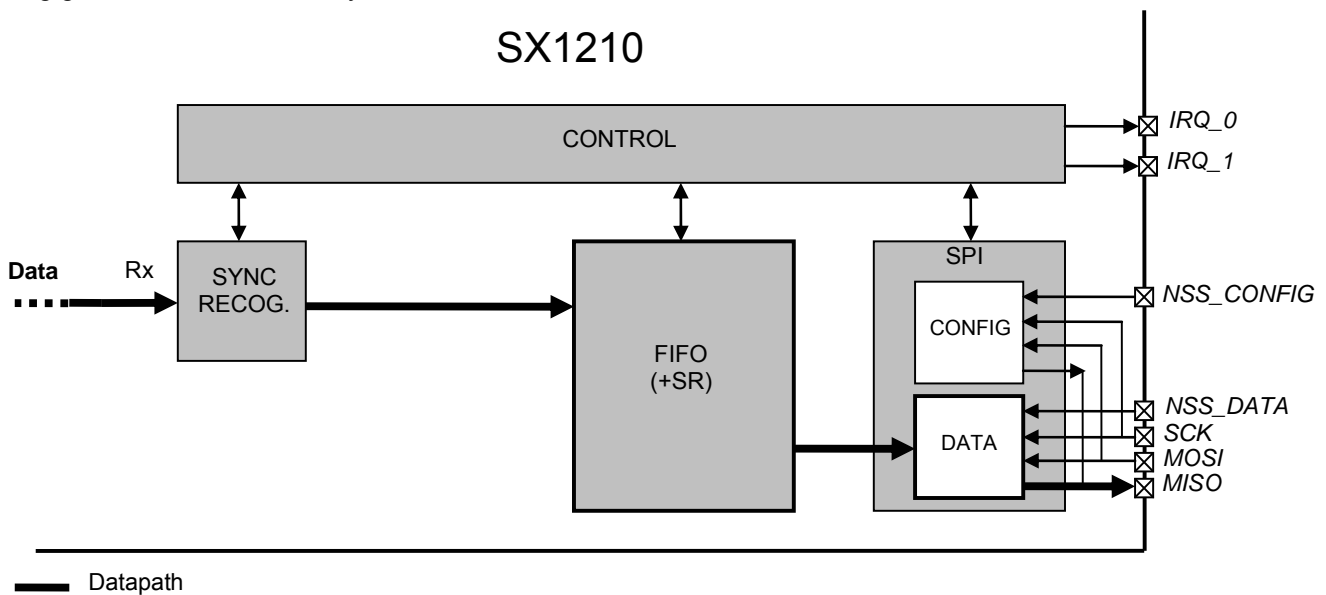 SX1210
CONTROL
IRQ_0
IRQ_1
Data Rx
SYNC
RECOG.
FIFO
(+SR)
SPI
CONFIG
DATA
NSS_CONFIG
NSS_DATA
SCK
MOSI
MISO
Datapath